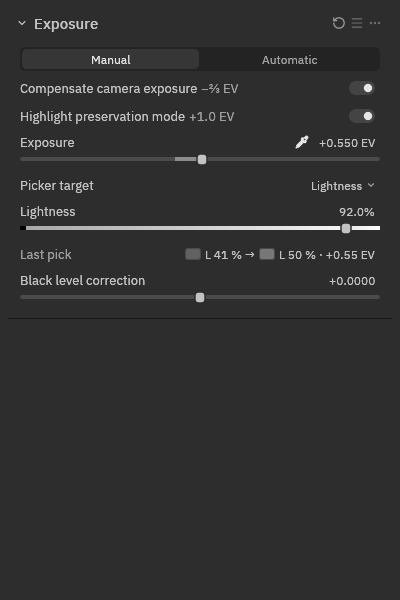 Exposure
Manual Automatic
Compensate camera exposure −⅔ EV
Highlight preservation mode +1.0 EV
Exposure +0.550 EV
Picker target Lightness
Lightness 92.0%
Last pick L 41 % → L 50 % · +0.55 EV
Black level correction +0.0000